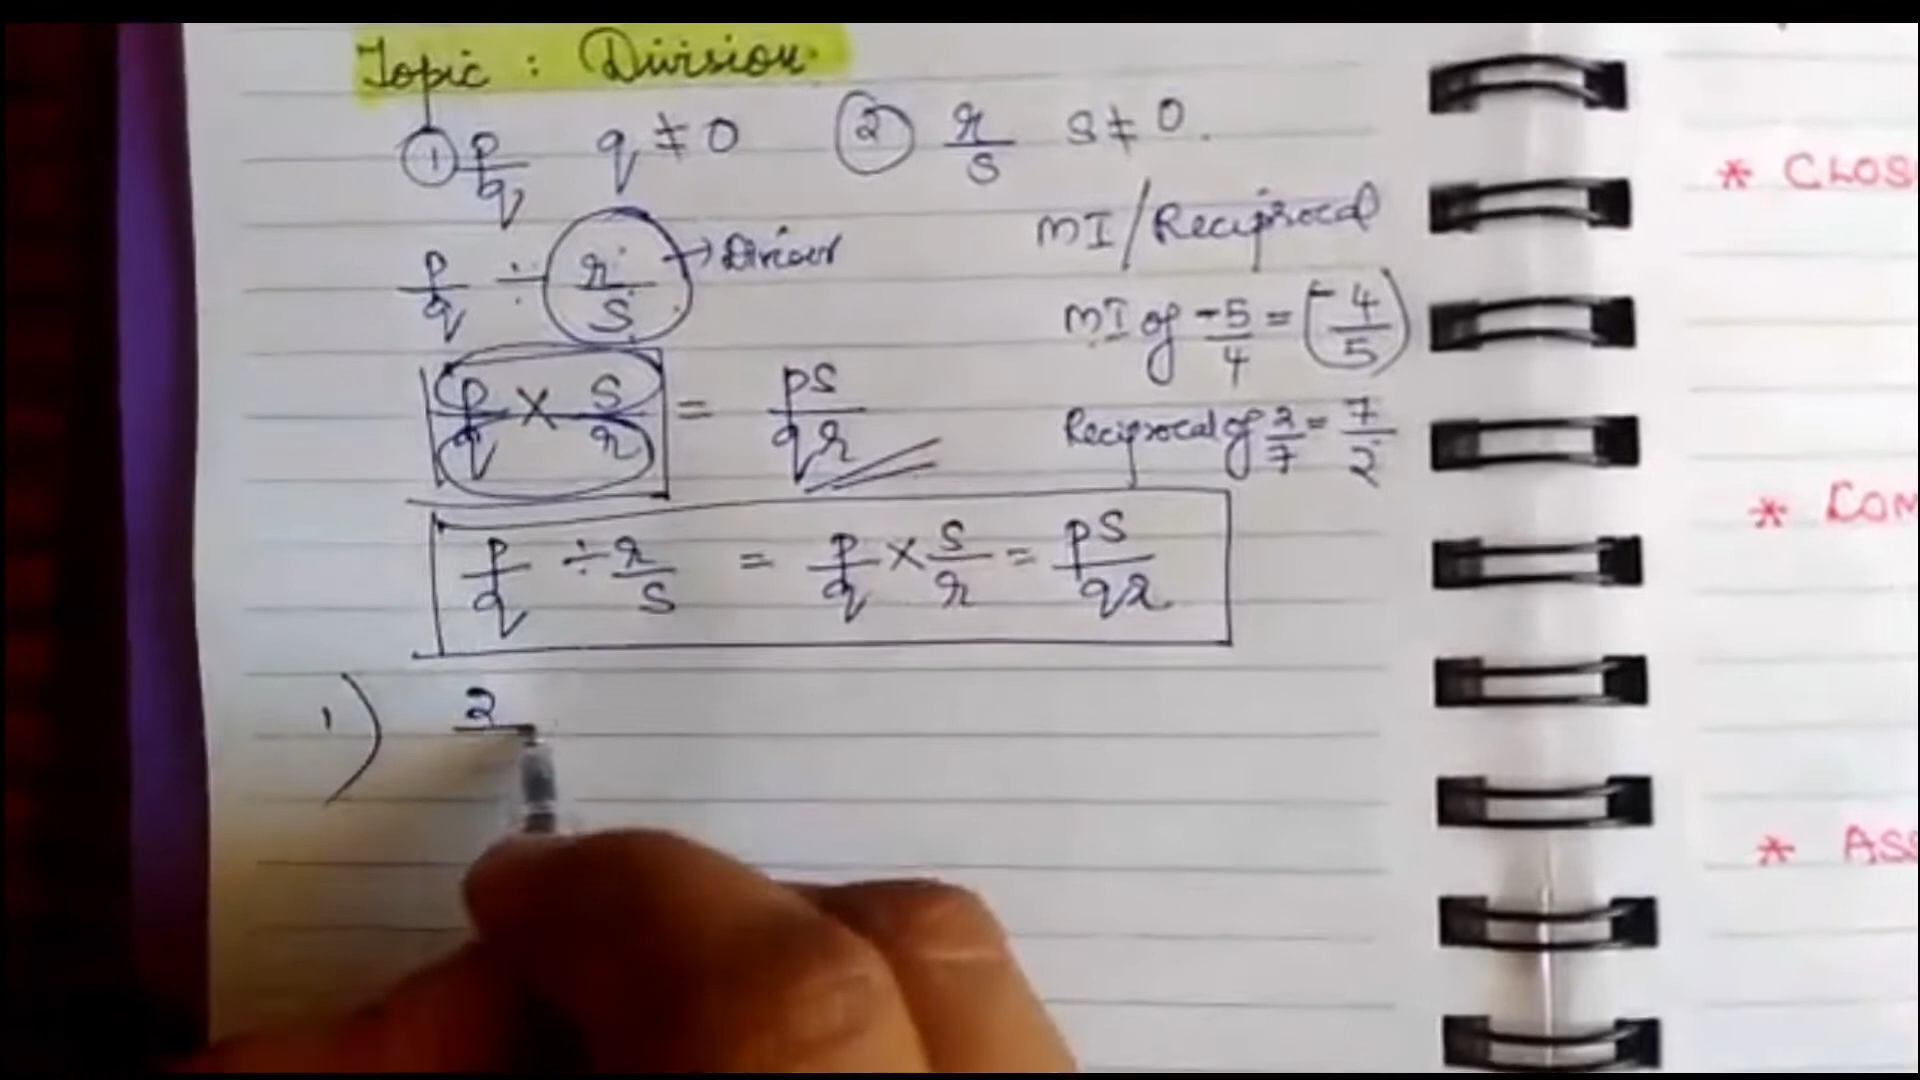 Topic : Division.
① p/q q ≠ 0 ② r/s s ≠ 0.
p/q ÷ r/s → Divisor
p/q × s/r = ps/qr
MI/Reciprocal
MI of -5/4 = (-4/5)
Reciprocal of 2/7 = 7/2
p/q ÷ r/s = p/q × s/r = ps/qr
1) 2
* CLOS
* COM
* ASS